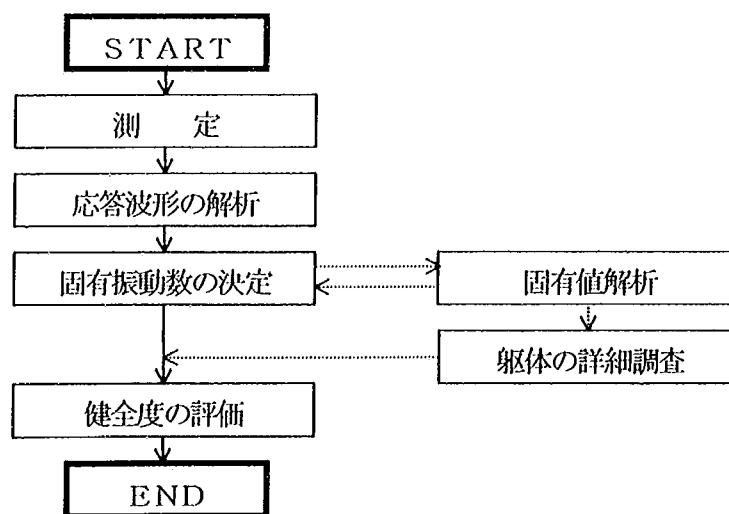 START
測　定
応答波形の解析
固有振動数の決定
固有値解析
躯体の詳細調査
健全度の評価
END